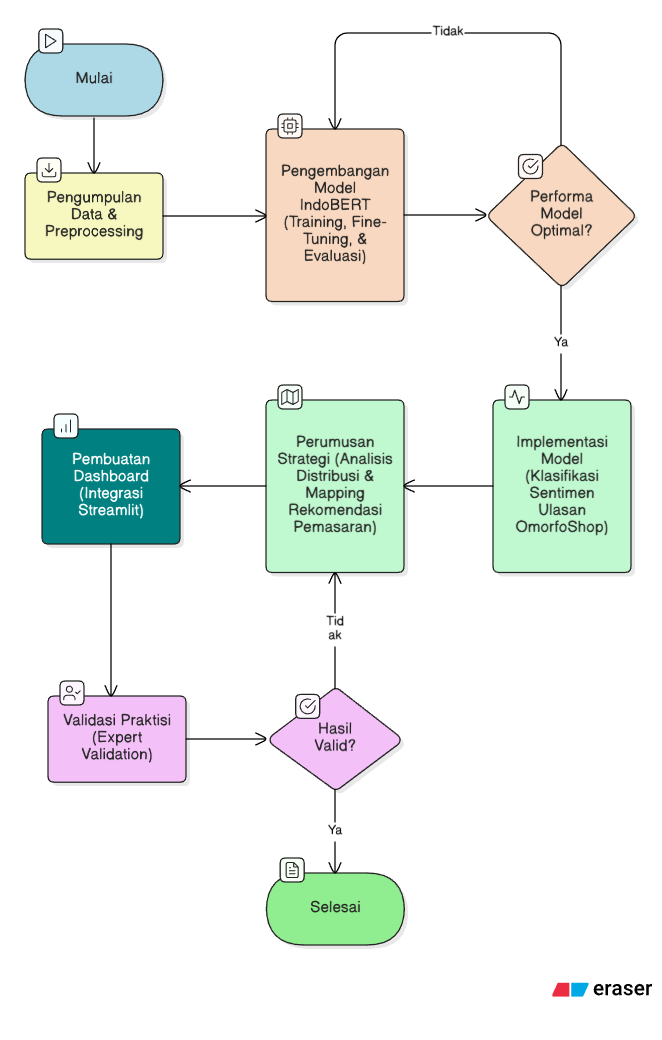 Mulai
Pengumpulan
Data &
Preprocessing
Pengembangan
Model
IndoBERT
(Training, Fine-
Tuning, &
Evaluasi)
Tidak
Performa
Model
Optimal?
Ya
Implementasi
Model
(Klasifikasi
Sentimen
Ulasan
OmorfoShop)
Perumusan
Strategi (Analisis
Distribusi &
Mapping
Rekomendasi
Pemasaran)
Pembuatan
Dashboard
(Integrasi
Streamlit)
Validasi Praktisi
(Expert
Validation)
Hasil
Valid?
Tid
ak
Ya
Selesai
eraser